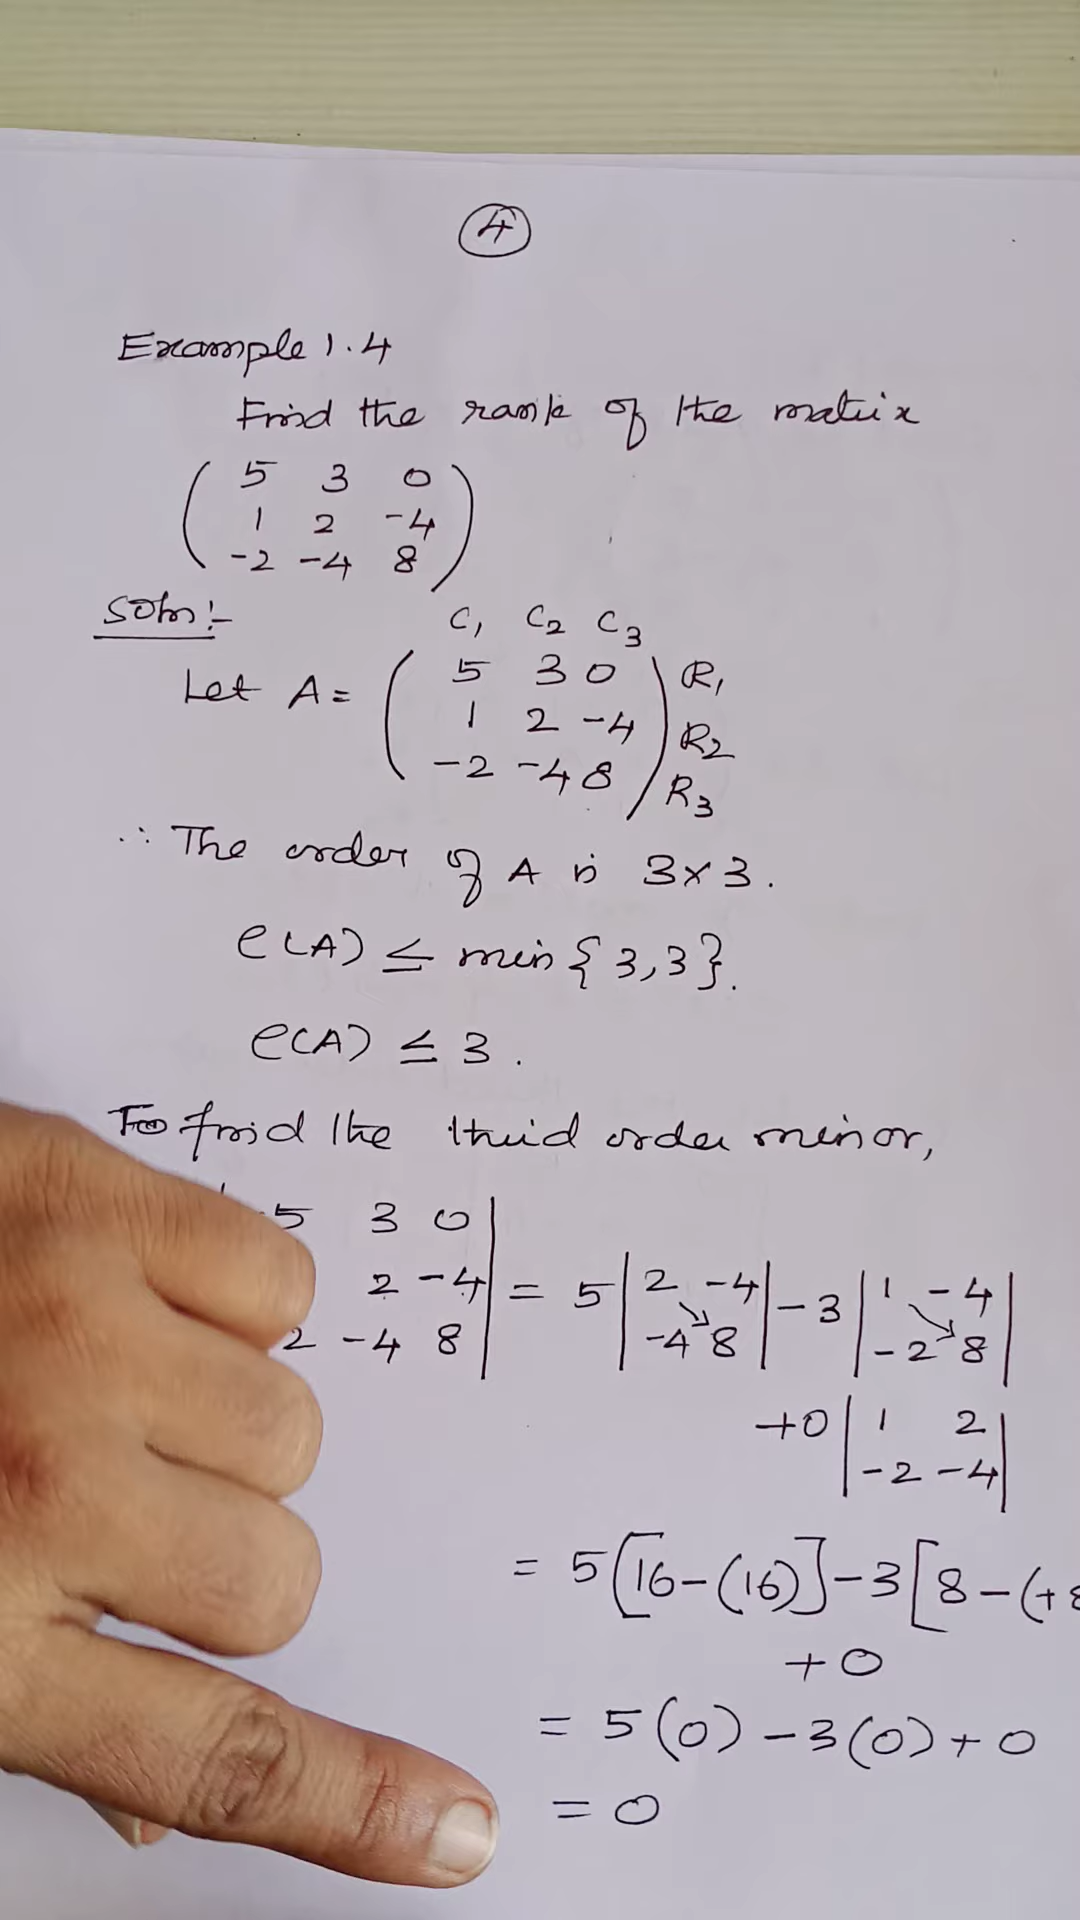 4
Example 1.4
Find the rank of the matrix
5 3 0
1 2 -4
-2 -4 8
Soln:-
C1 C2 C3
Let A = ( 5 3 0 ) R1
1 2 -4 R2
-2 -4 8 R3
∴ The order of A is 3×3.
ρ(A) ≤ min {3,3}.
ρ(A) ≤ 3.
To find the third order minor,
5 3 0
2 -4 | = 5 | 2 -4 | -3 | 1 -4 |
2 -4 8 | -4 8 | | -2 8 |
+0 | 1 2 |
| -2 -4 |
= 5[16-(16)]-3[8-(+8
+0
= 5(0) -3(0)+0
= 0